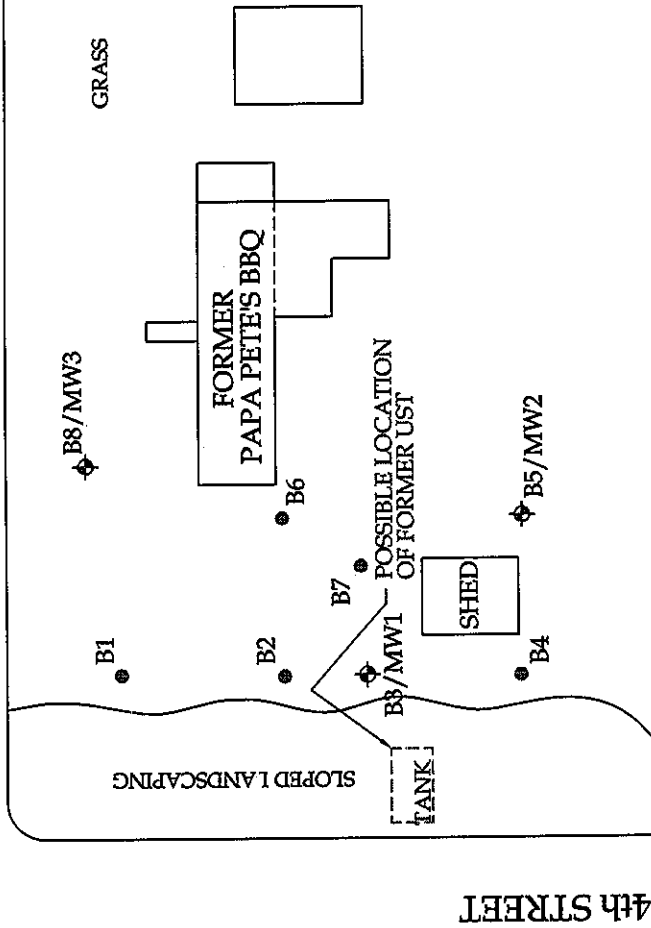 GRASS
B8/MW3
FORMER
PAPA PETE'S BBQ
B1
B6
B2
POSSIBLE LOCATION
OF FORMER UST
B7
B3/MW1
SHED
B5/MW2
B4
SLOPED LANDSCAPING
TANK
4th STREET